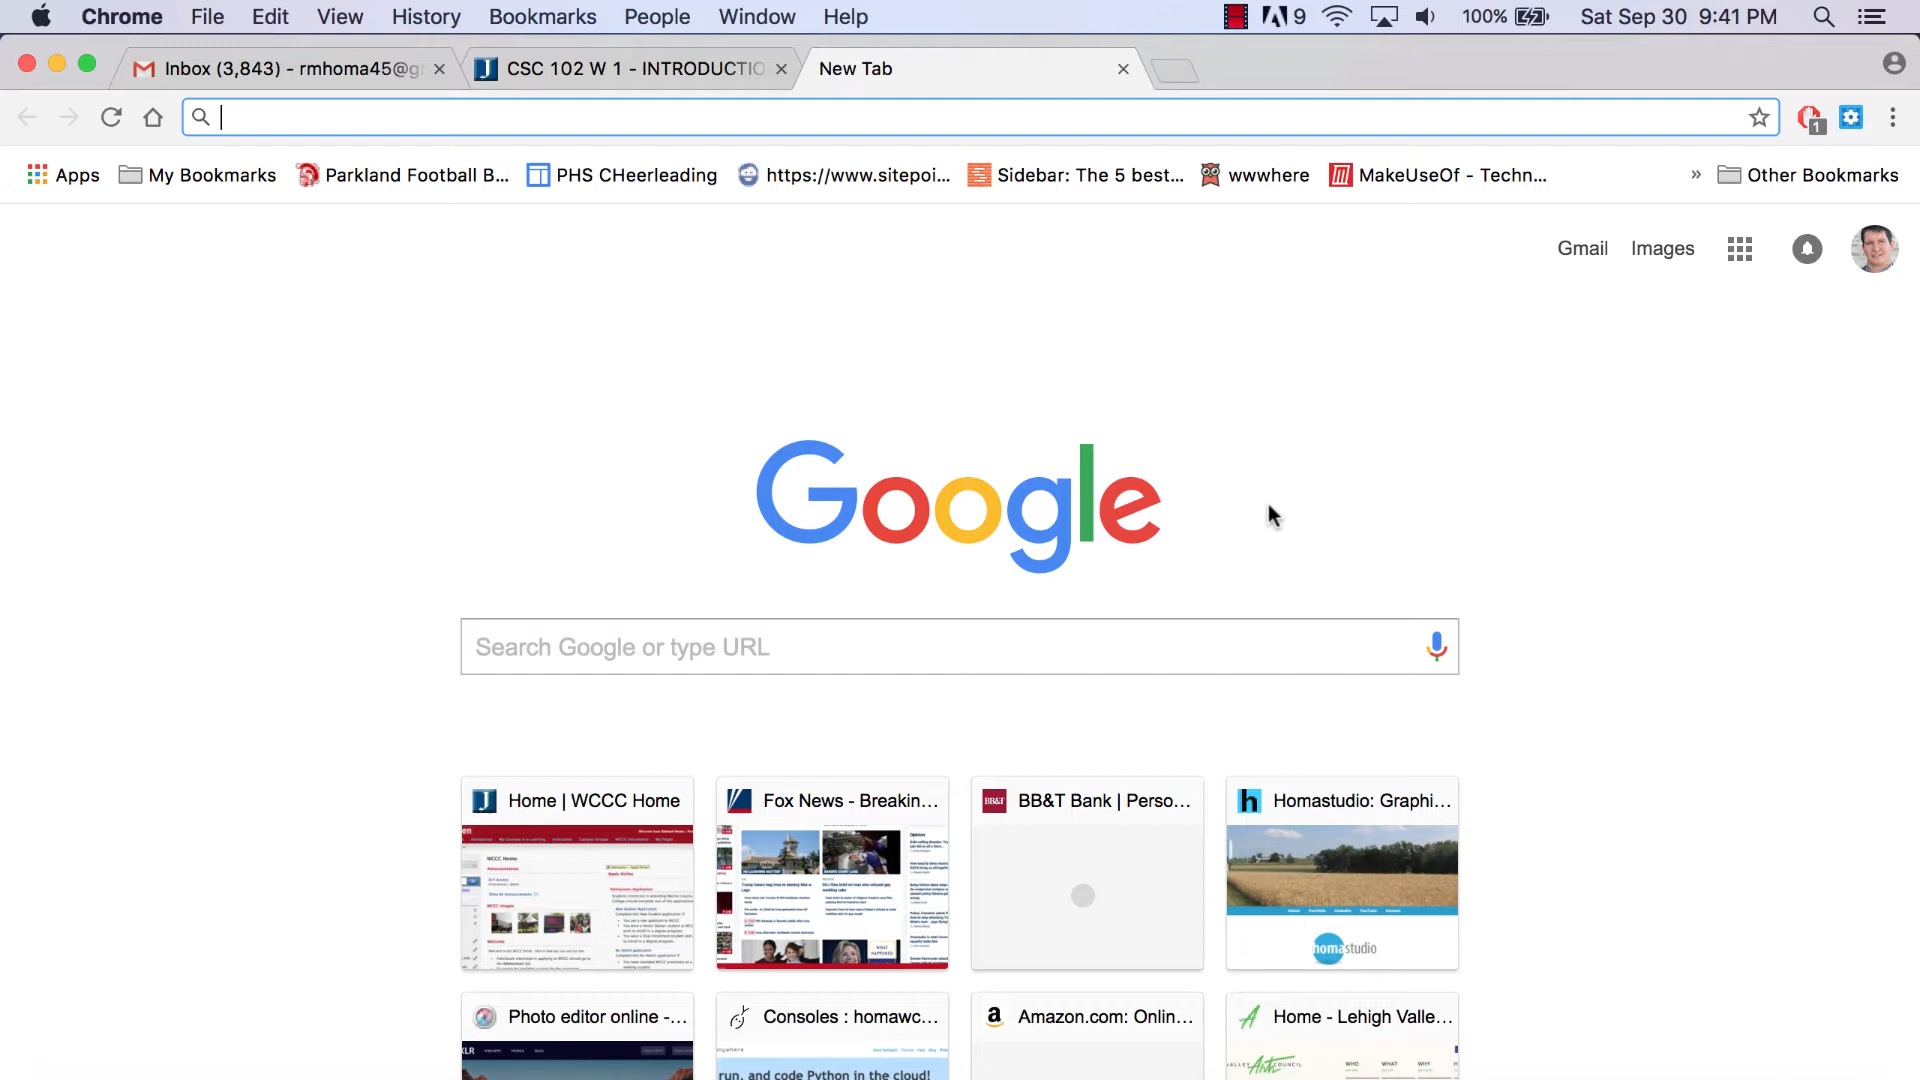 Chrome File Edit View History Bookmarks People Window Help 9 100% Sat Sep 30 9:41 PM
Inbox (3,843) - rmhoma45@g CSC 102 W 1 - INTRODUCTIO New Tab
1
Apps My Bookmarks Parkland Football B... PHS CHeerleading https://www.sitepoi... Sidebar: The 5 best... wwwhere MakeUseOf - Techn... » Other Bookmarks
Gmail Images
Google
Search Google or type URL
Home | WCCC Home Fox News - Breakin... BB&T BB&T Bank | Perso... h Homastudio: Graphi...
WCCC Home
homastudio
Photo editor online -... Consoles : homawc... Amazon.com: Onlin... Home - Lehigh Valle...
run, and code Python in the cloud!